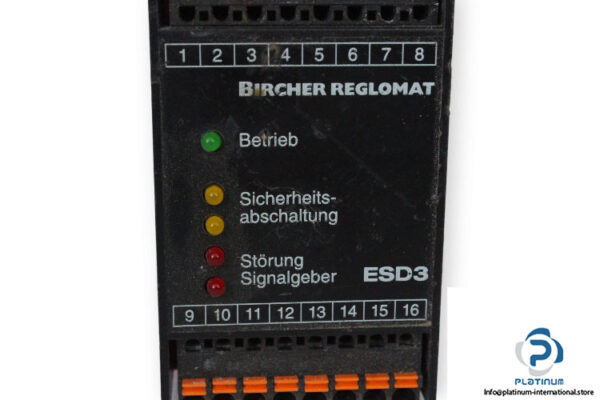 1 2 3 4 5 6 7 8
BIRCHER REGLOMAT
Betrieb
Sicherheits-
abschaltung
Störung
Signalgeber
ESD3
9 10 11 12 13 14 15 16
PLATINUM
Info@platinum-international.store